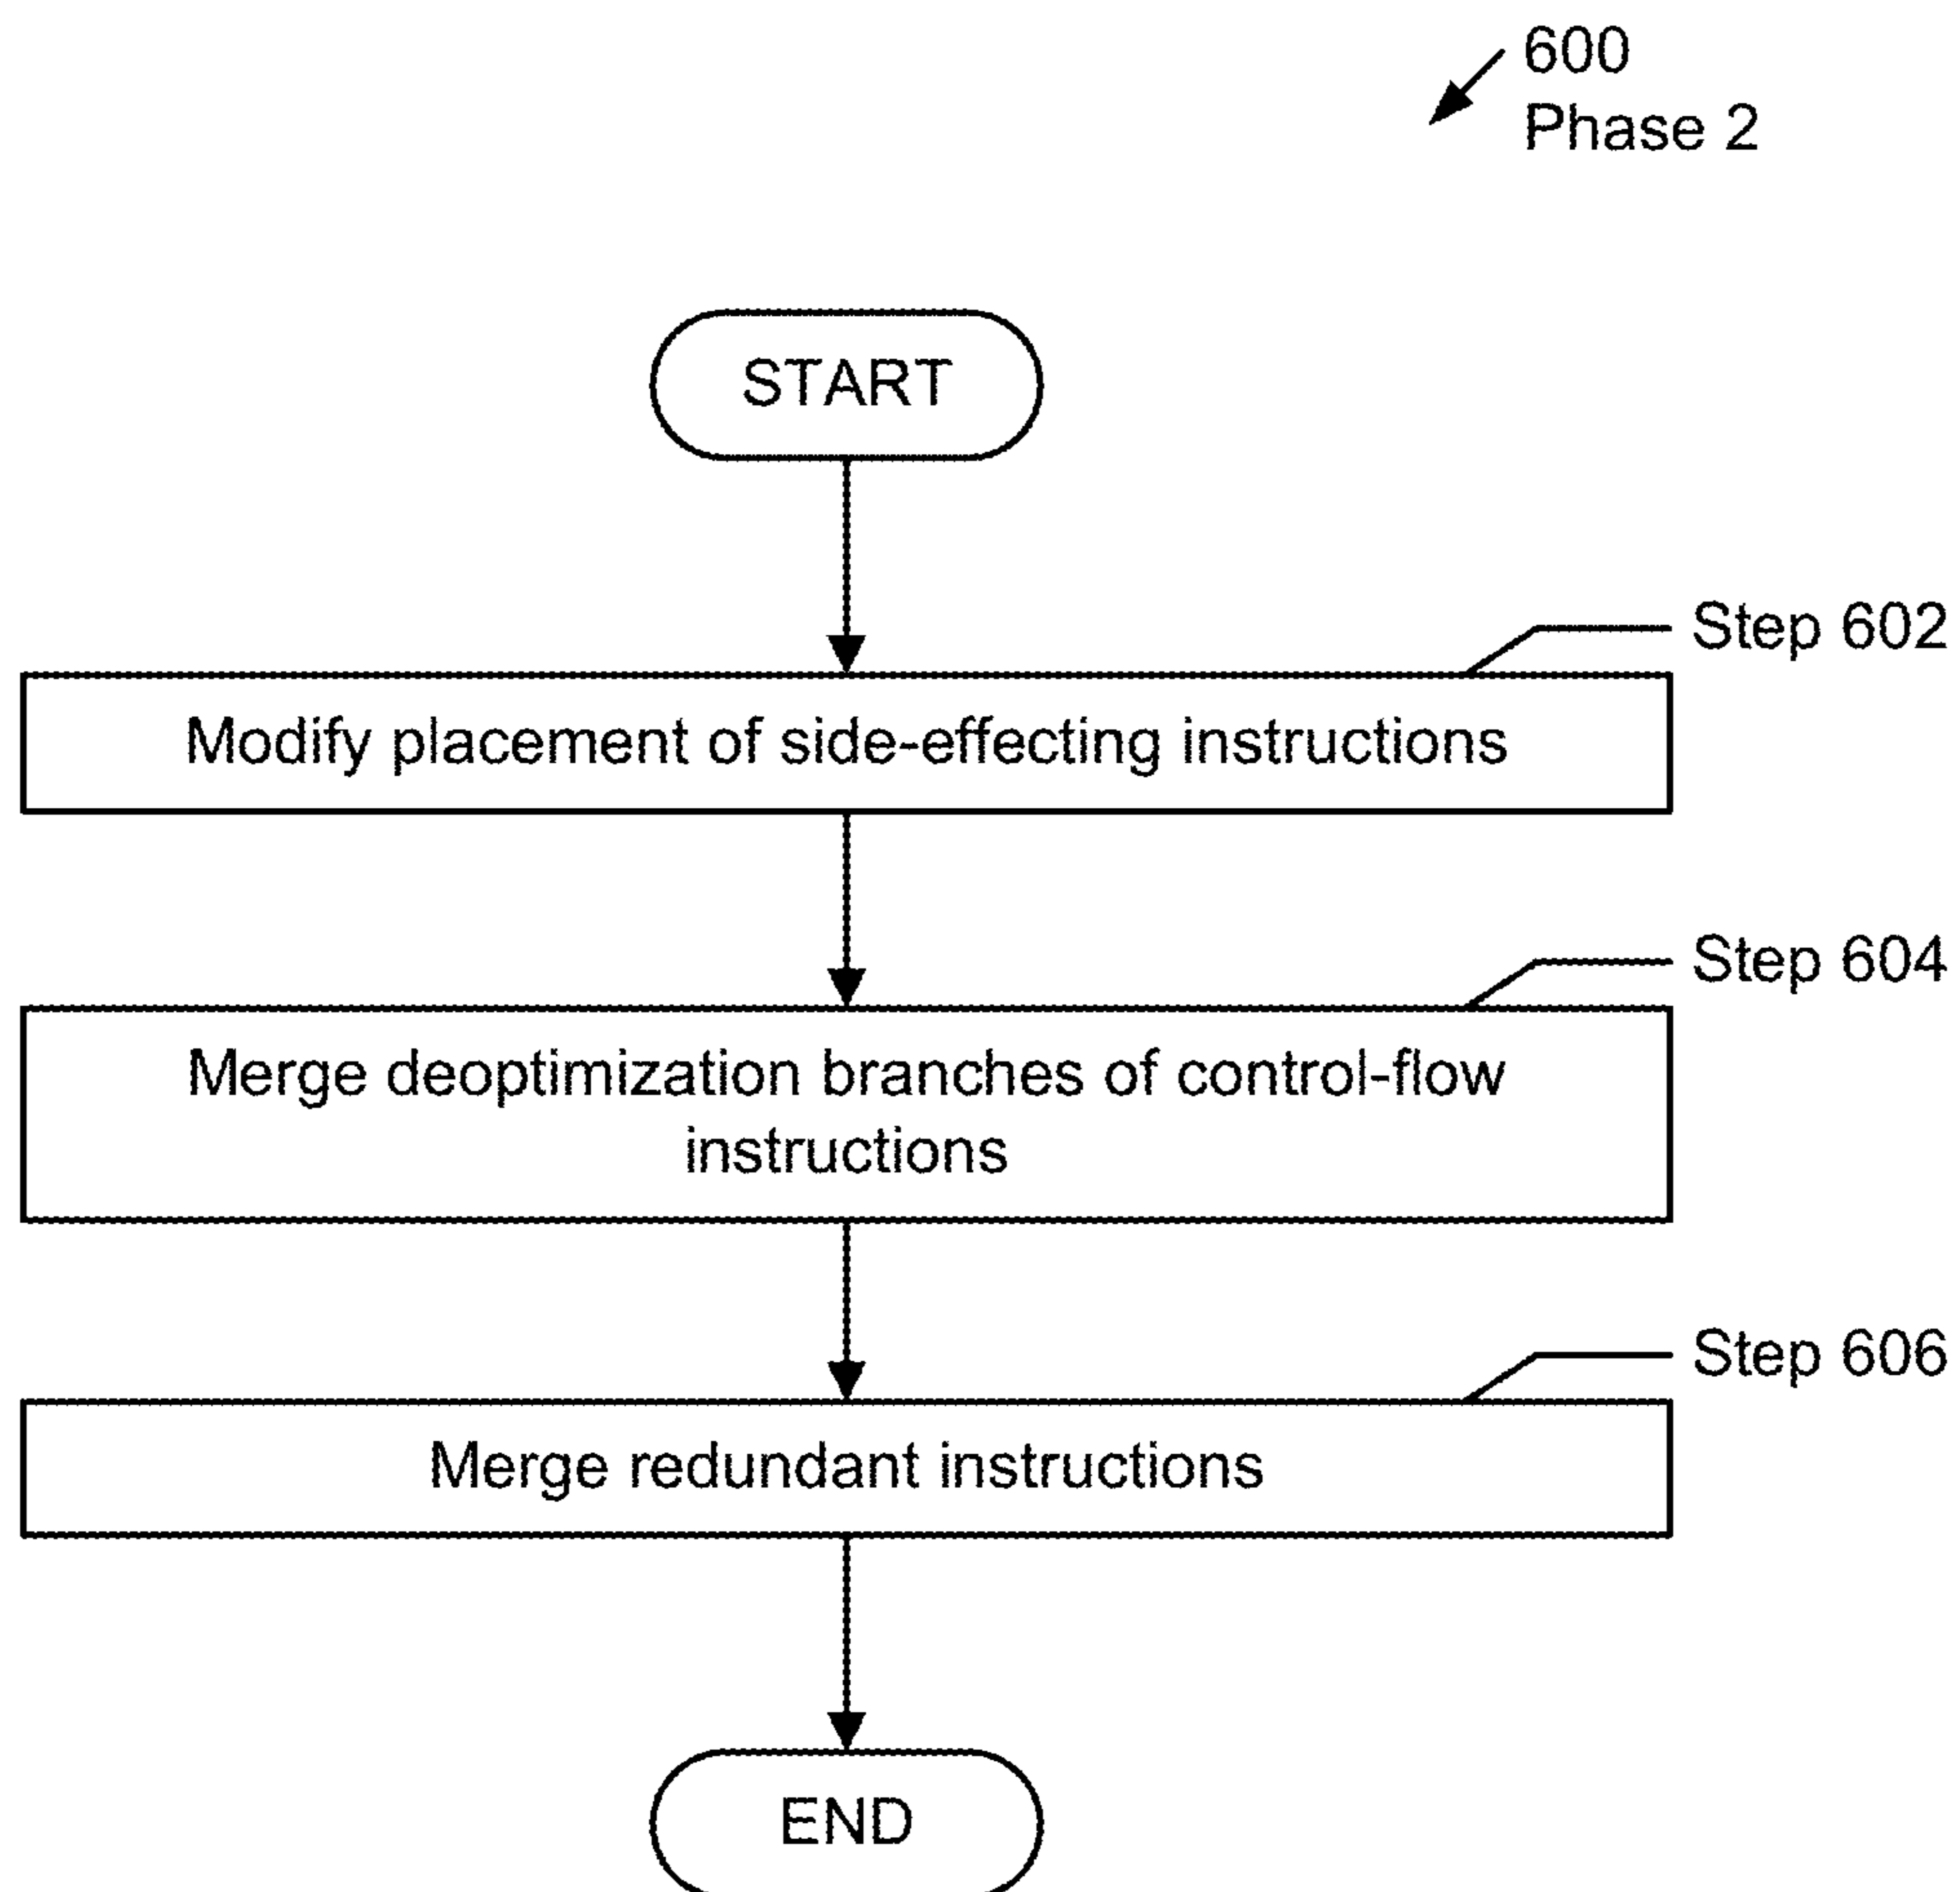 600
Phase 2
START
Step 602
Modify placement of side-effecting instructions
Step 604
Merge deoptimization branches of control-flow
instructions
Step 606
Merge redundant instructions
END